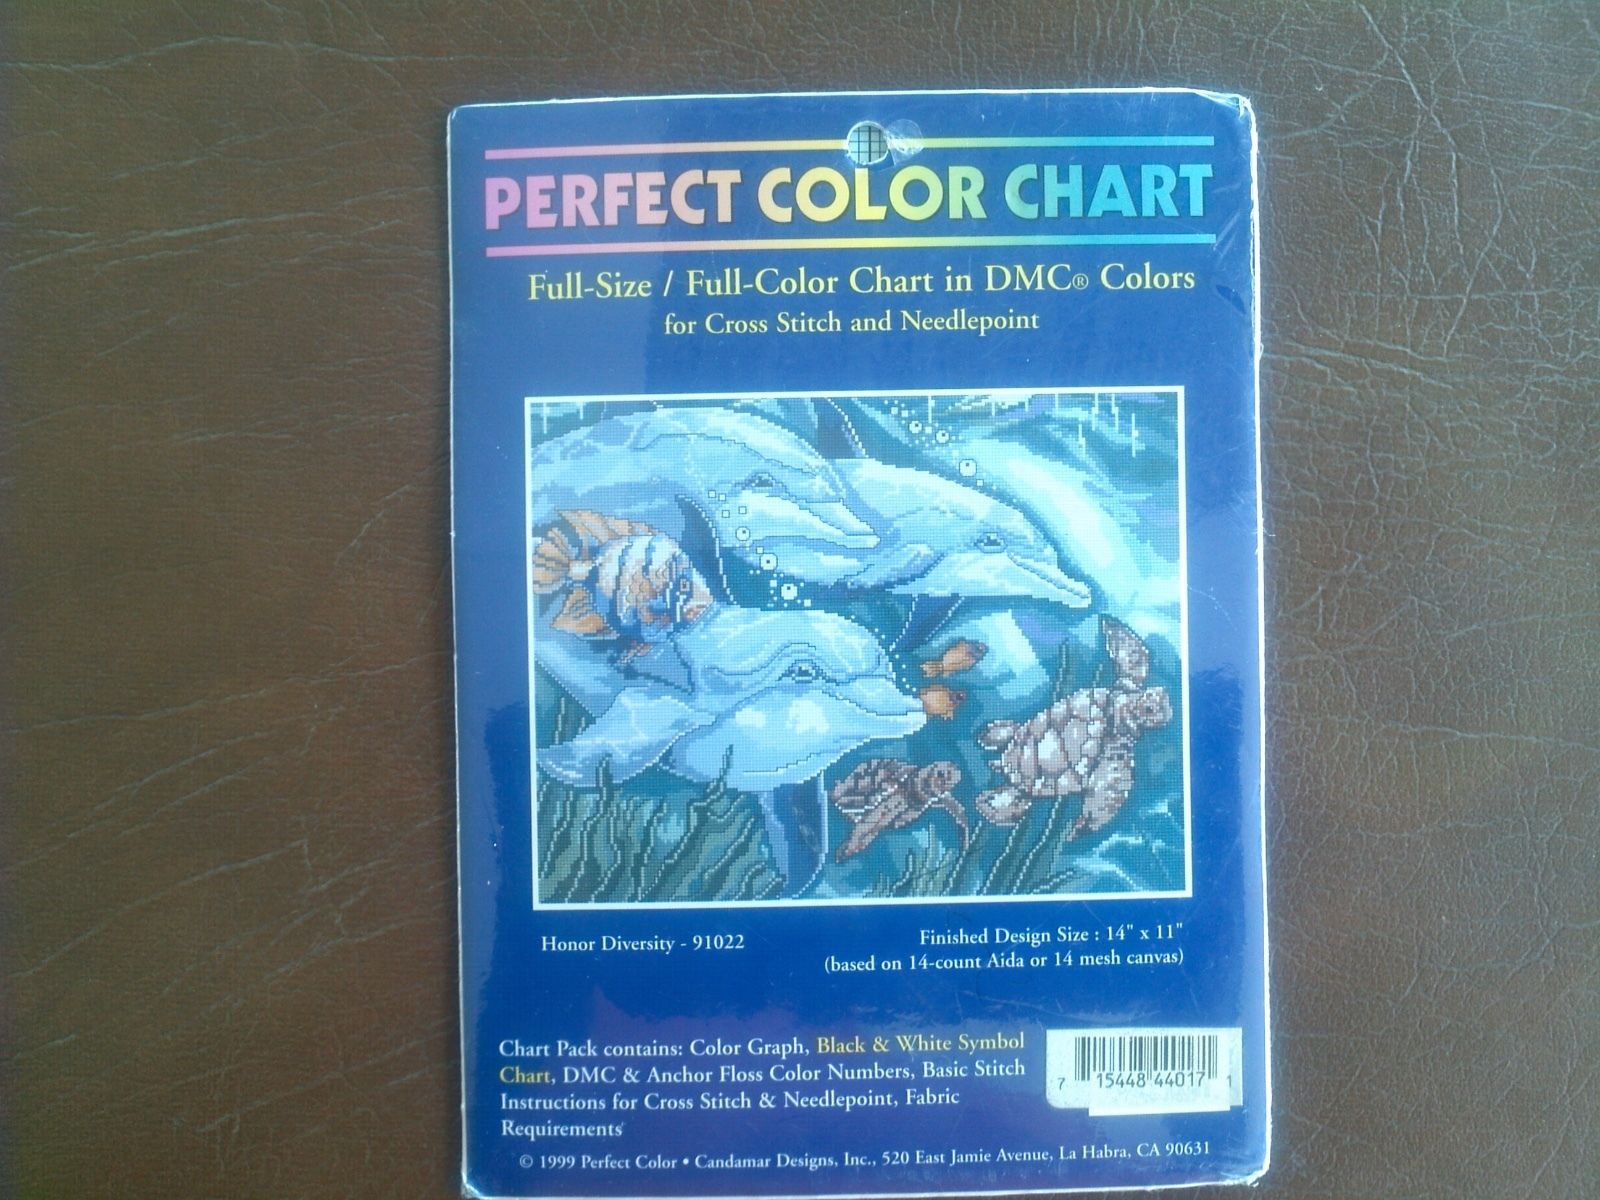 PERFECT COLOR CHART
Full-Size / Full-Color Chart in DMC® Colors
for Cross Stitch and Needlepoint
Honor Diversity - 91022
Finished Design Size : 14" x 11"
(based on 14-count Aida or 14 mesh canvas)
Chart Pack contains: Color Graph, Black & White Symbol
Chart, DMC & Anchor Floss Color Numbers, Basic Stitch
Instructions for Cross Stitch & Needlepoint, Fabric
Requirements
7 15448 44017 1
© 1999 Perfect Color • Candamar Designs, Inc., 520 East Jamie Avenue, La Habra, CA 90631